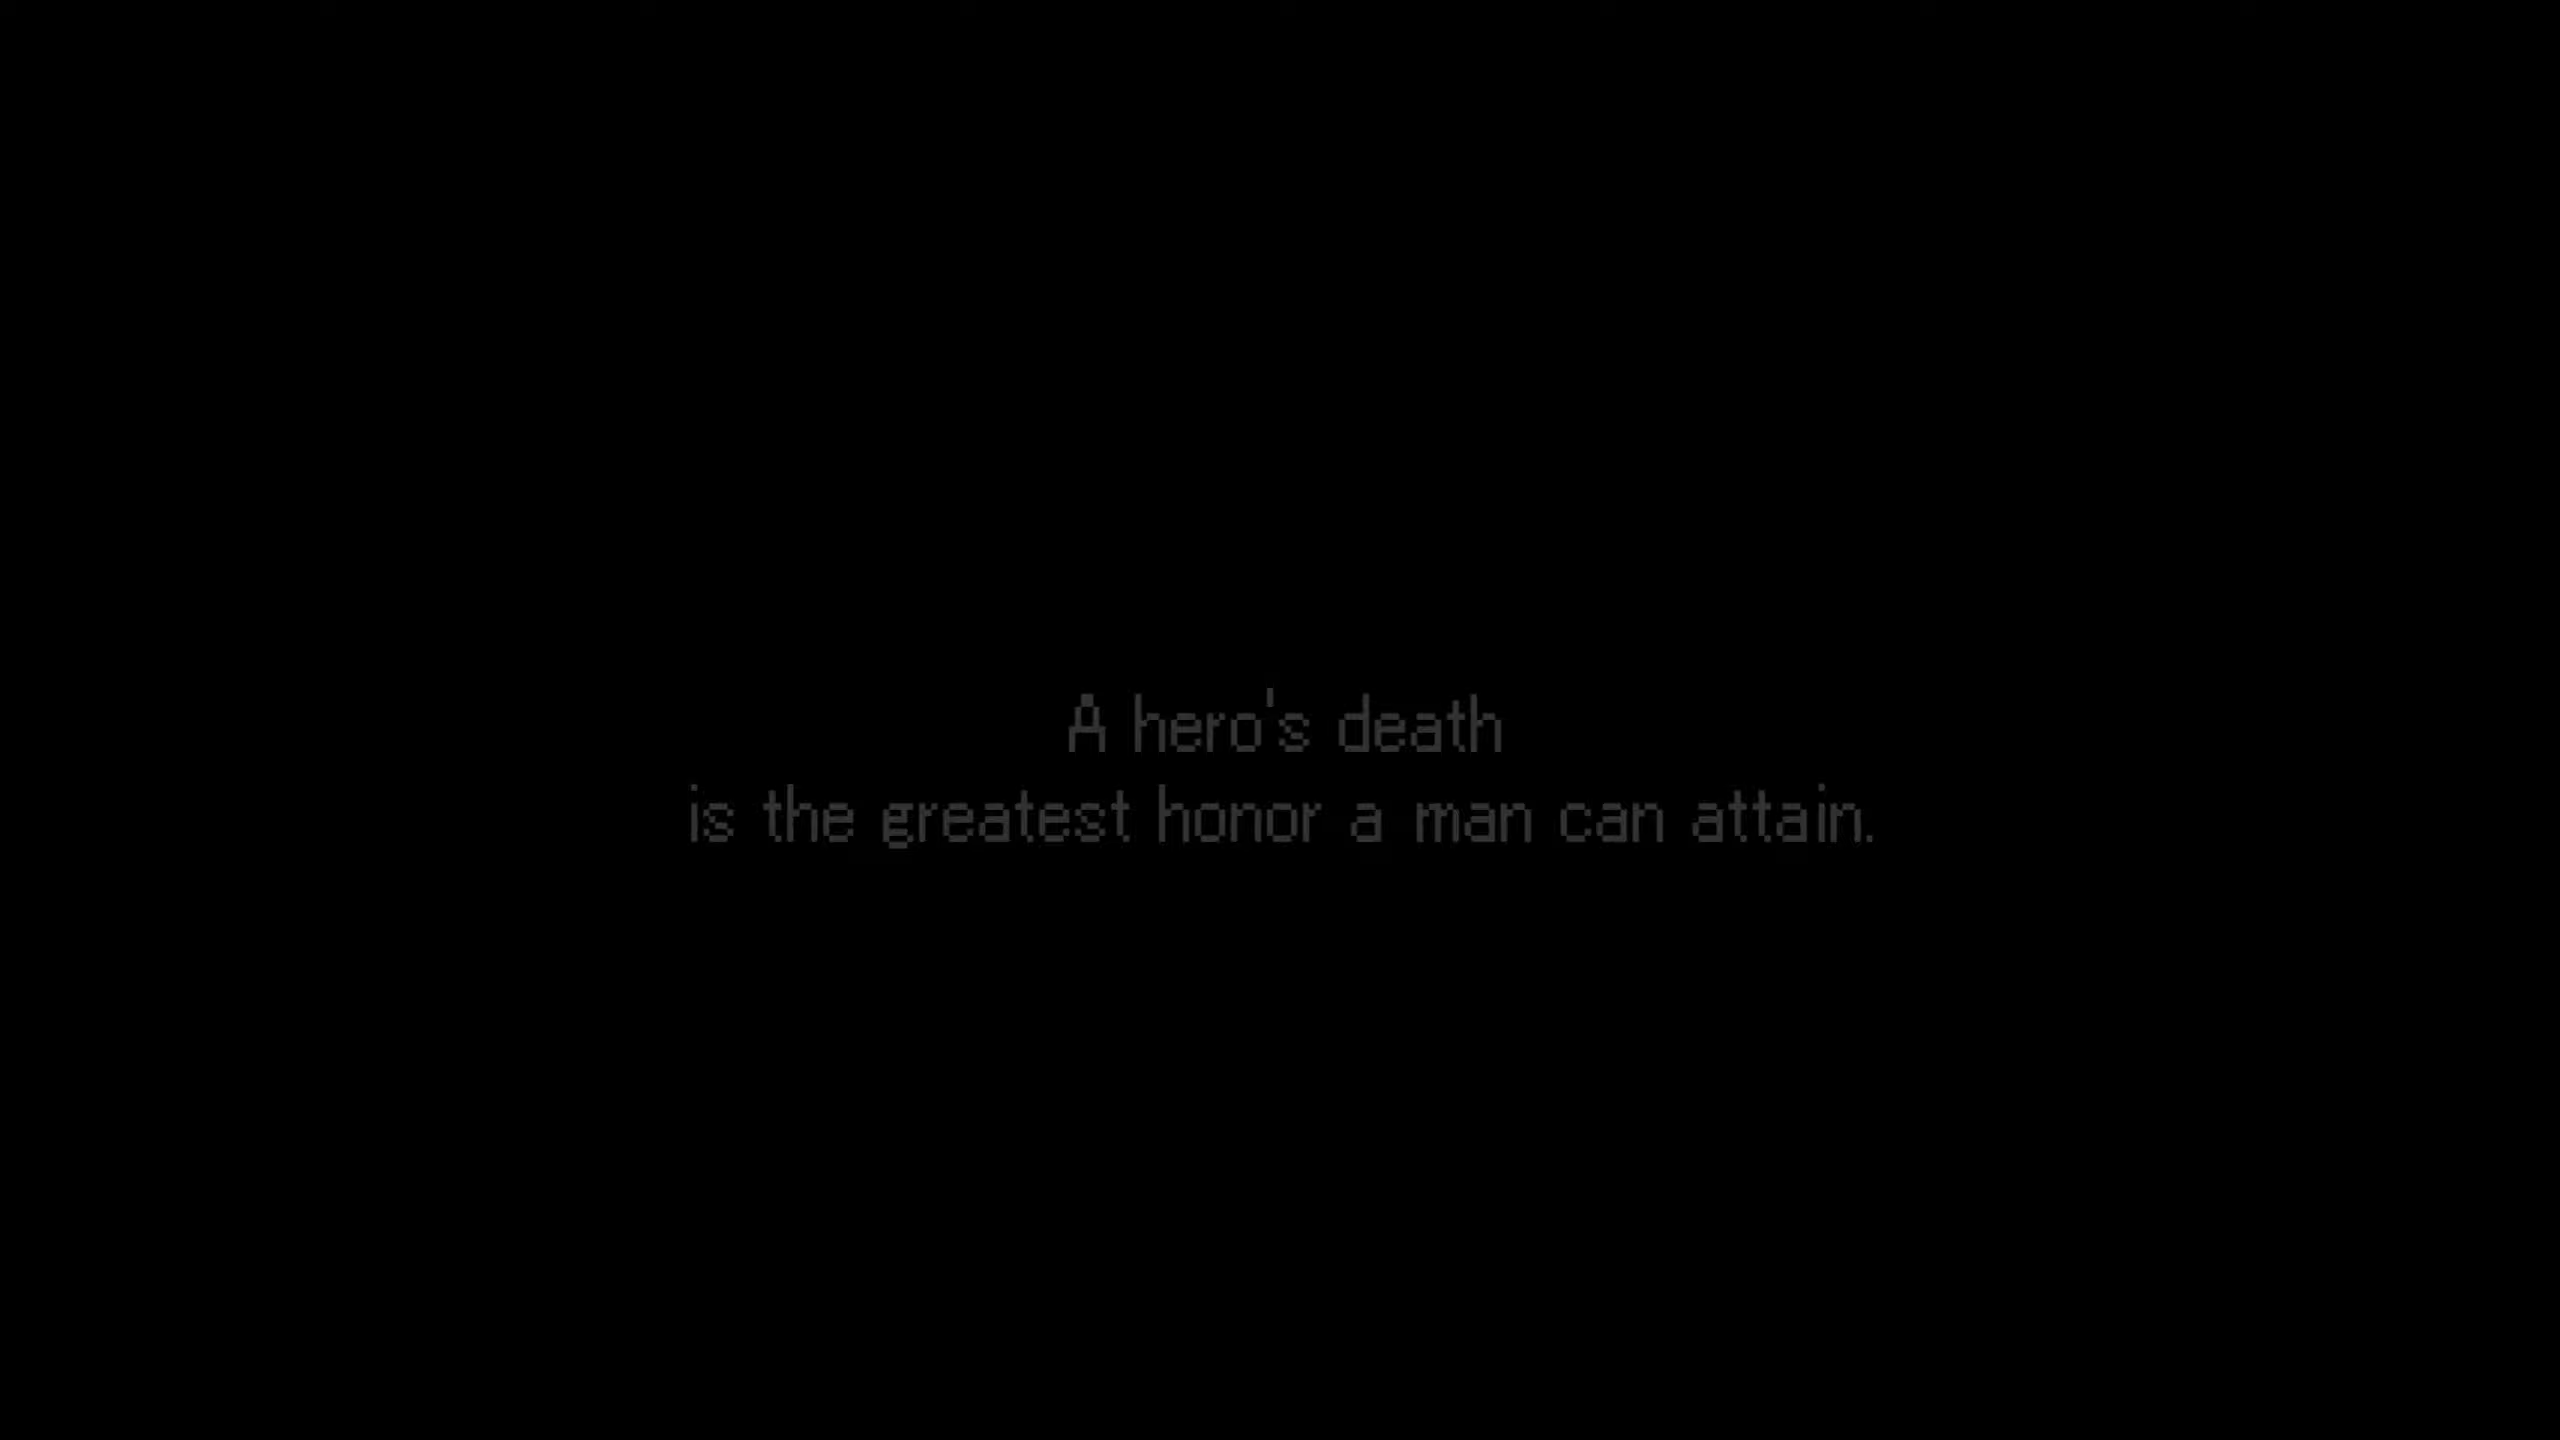 A hero's death
is the greatest honor a man can attain.